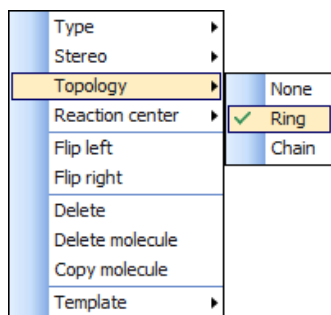 Type
Stereo
Topology
Reaction center
Flip left
Flip right
Delete
Delete molecule
Copy molecule
Template
None
Ring
Chain